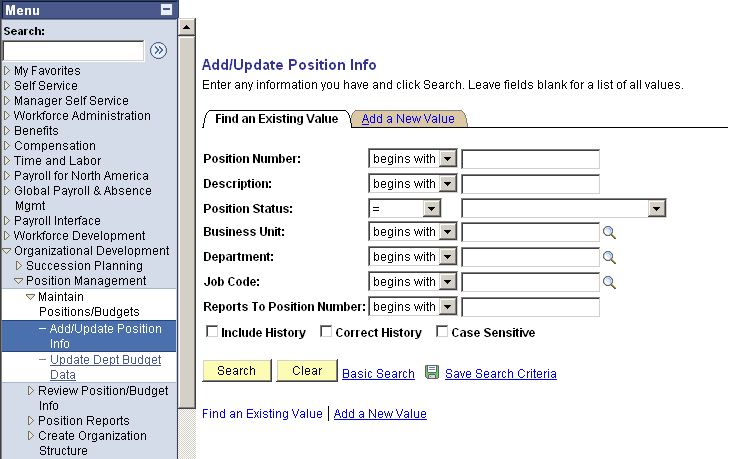 Menu
Search:
My Favorites
Self Service
Manager Self Service
Workforce Administration
Benefits
Compensation
Time and Labor
Payroll for North America
Global Payroll & Absence
Mgmt
Payroll Interface
Workforce Development
Organizational Development
Succession Planning
Position Management
Maintain
Positions/Budgets
– Add/Update Position
Info
– Update Dept Budget
Data
Review Position/Budget
Info
Position Reports
Create Organization
Structure
Add/Update Position Info
Enter any information you have and click Search. Leave fields blank for a list of all values.
Find an Existing Value Add a New Value
Position Number: begins with
Description: begins with
Position Status: =
Business Unit: begins with
Department: begins with
Job Code: begins with
Reports To Position Number: begins with
Include History Correct History Case Sensitive
Search Clear Basic Search Save Search Criteria
Find an Existing Value | Add a New Value